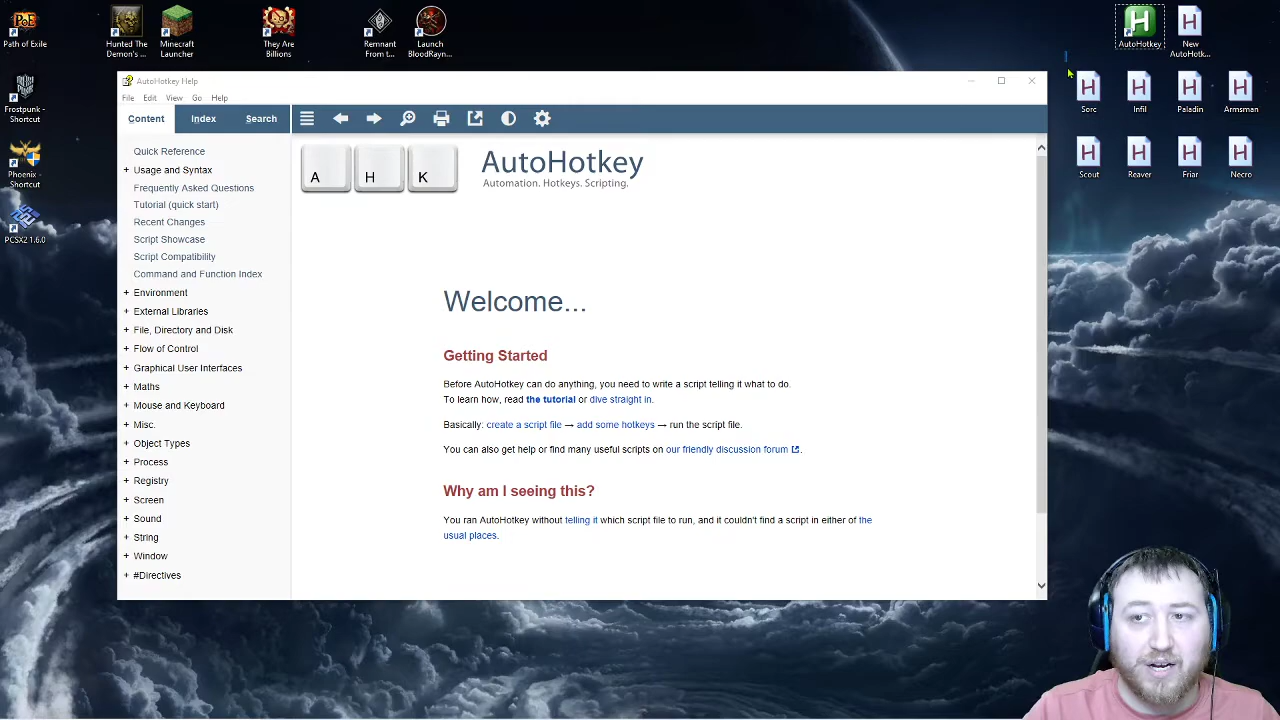 Path of Exile
Hunted The Demon's ...
Minecraft Launcher
They Are Billions
Remnant From t...
Launch BloodRayn...
AutoHotkey
New AutoHotk...
Frostpunk - Shortcut
Phoenix - Shortcut
PCSX2 1.6.0
Sorc
Infil
Paladin
Armsman
Scout
Reaver
Friar
Necro
AutoHotkey Help
File Edit View Go Help
Content Index Search
Quick Reference
+ Usage and Syntax
Frequently Asked Questions
Tutorial (quick start)
Recent Changes
Script Showcase
Script Compatibility
Command and Function Index
+ Environment
+ External Libraries
+ File, Directory and Disk
+ Flow of Control
+ Graphical User Interfaces
+ Maths
+ Mouse and Keyboard
+ Misc.
+ Object Types
+ Process
+ Registry
+ Screen
+ Sound
+ String
+ Window
+ #Directives
A H K
AutoHotkey
Automation. Hotkeys. Scripting.
Welcome...
Getting Started
Before AutoHotkey can do anything, you need to write a script telling it what to do.
To learn how, read the tutorial or dive straight in.
Basically: create a script file → add some hotkeys → run the script file.
You can also get help or find many useful scripts on our friendly discussion forum.
Why am I seeing this?
You ran AutoHotkey without telling it which script file to run, and it couldn't find a script in either of the
usual places.